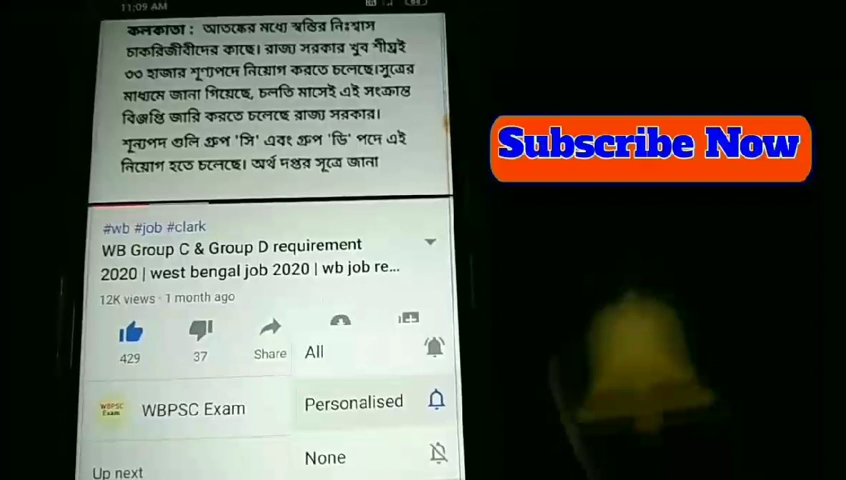 11:09 AM
কলকাতা : আতঙ্কের মধ্যে স্বস্তির নিঃশ্বাস
চাকরিজীবীদের কাছে। রাজ্য সরকার খুব শীঘ্রই
৩৩ হাজার শূণ্যপদে নিয়োগ করতে চলেছে।সূত্রের
মাধ্যমে জানা গিয়েছে, চলতি মাসেই এই সংক্রান্ত
বিজ্ঞপ্তি জারি করতে চলেছে রাজ্য সরকার।
শূন্যপদ গুলি গ্রুপ 'সি' এবং গ্রুপ 'ডি' পদে এই
নিয়োগ হতে চলেছে। অর্থ দপ্তর সূত্রে জানা
Subscribe Now
#wb #job #clark
WB Group C & Group D requirement
2020 | west bengal job 2020 | wb job re...
12K views · 1 month ago
429
37
Share
All
WBPSC Exam
WBPSC Exam
Personalised
None
Up next